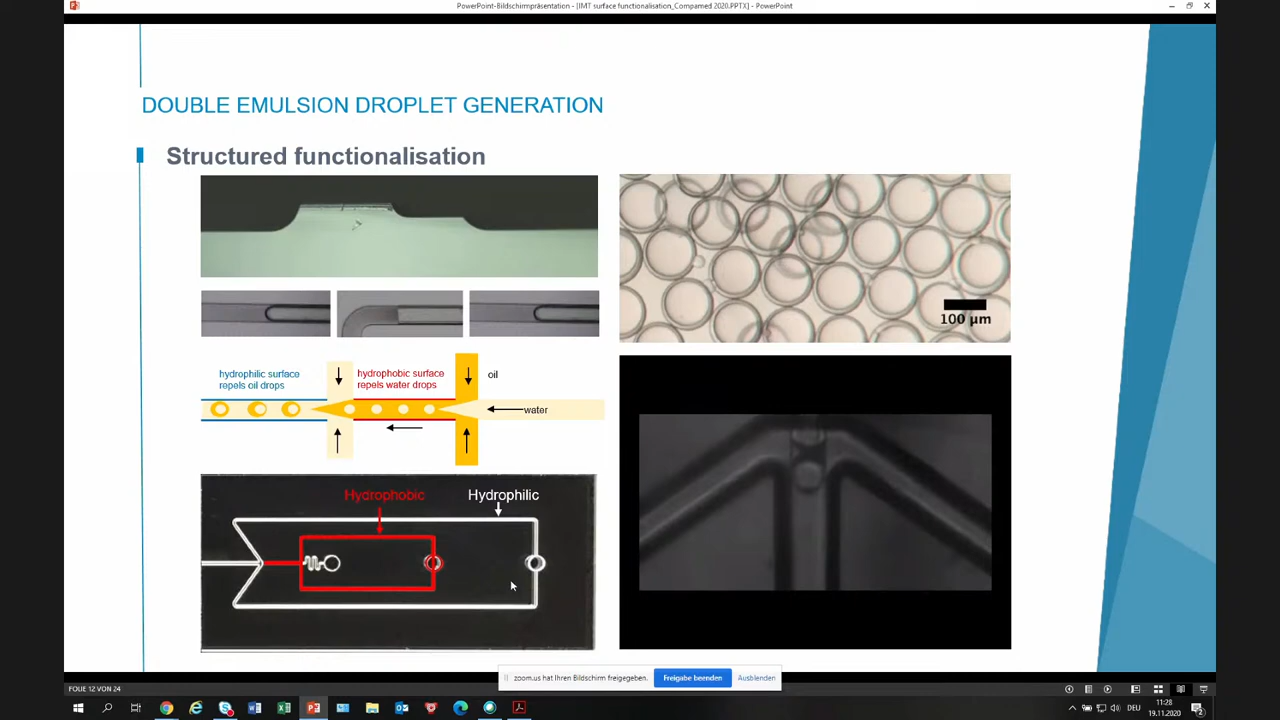 PowerPoint-Bildschirmpräsentation - [IMT surface functionalisation_Compamed 2020.PPTX] - PowerPoint
DOUBLE EMULSION DROPLET GENERATION
Structured functionalisation
100 µm
hydrophilic surface
repels oil drops
hydrophobic surface
repels water drops
oil
water
Hydrophobic
Hydrophilic
zoom.us hat Ihren Bildschirm freigegeben.
Freigabe beenden
Ausblenden
FOLIE 12 VON 24
DEU
11:28
19.11.2020
2